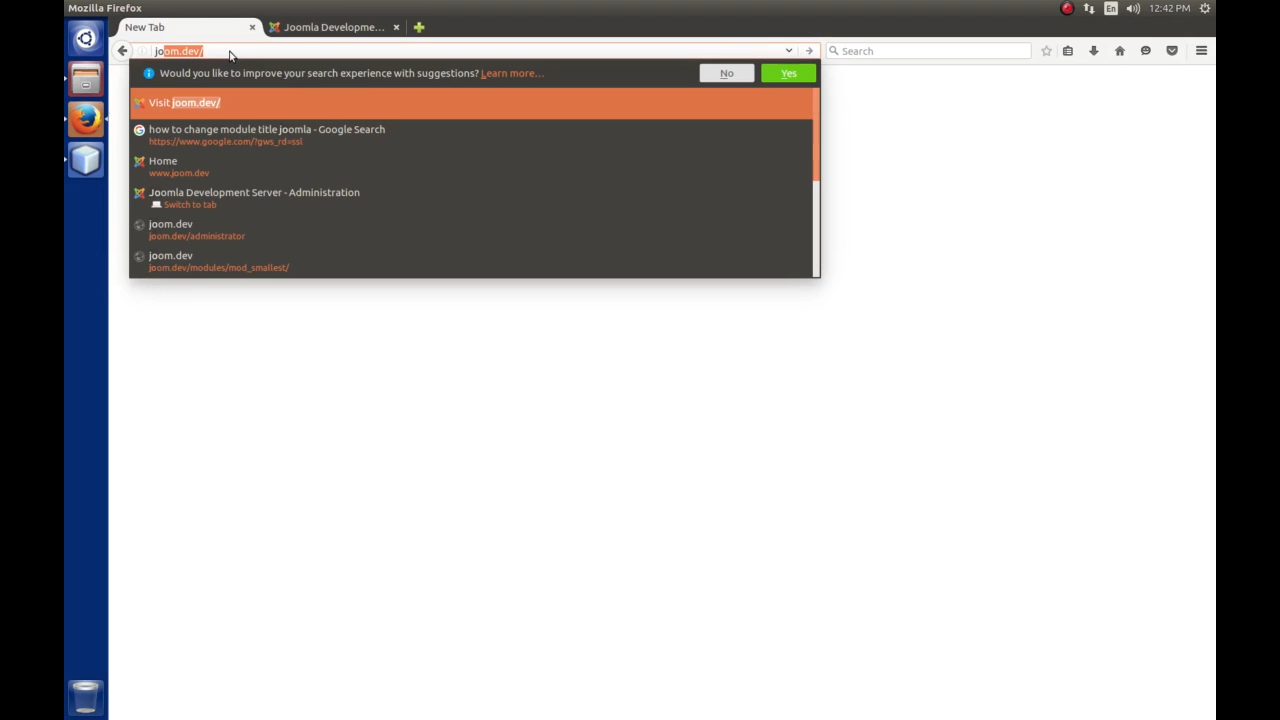 Mozilla Firefox
En
12:42 PM
New Tab
Joomla Developme...
joom.dev/
Search
Would you like to improve your search experience with suggestions? Learn more...
No
Yes
Visit joom.dev/
how to change module title joomla - Google Search
https://www.google.com/?gws_rd=ssl
Home
www.joom.dev
Joomla Development Server - Administration
Switch to tab
joom.dev
joom.dev/administrator
joom.dev
joom.dev/modules/mod_smallest/